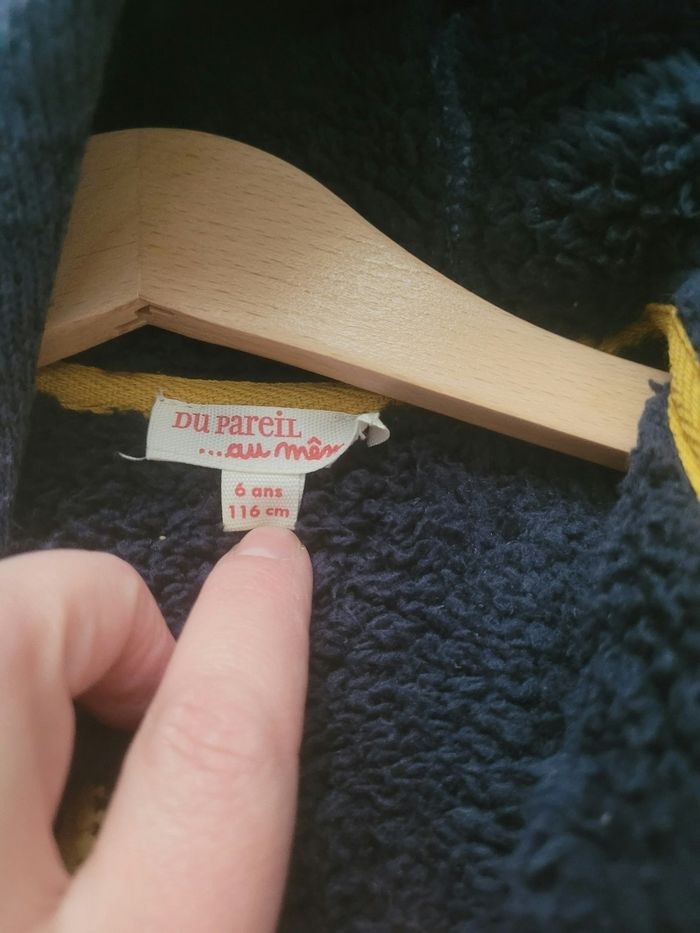 DU PAREIL
...au mêm
6 ans
116 cm